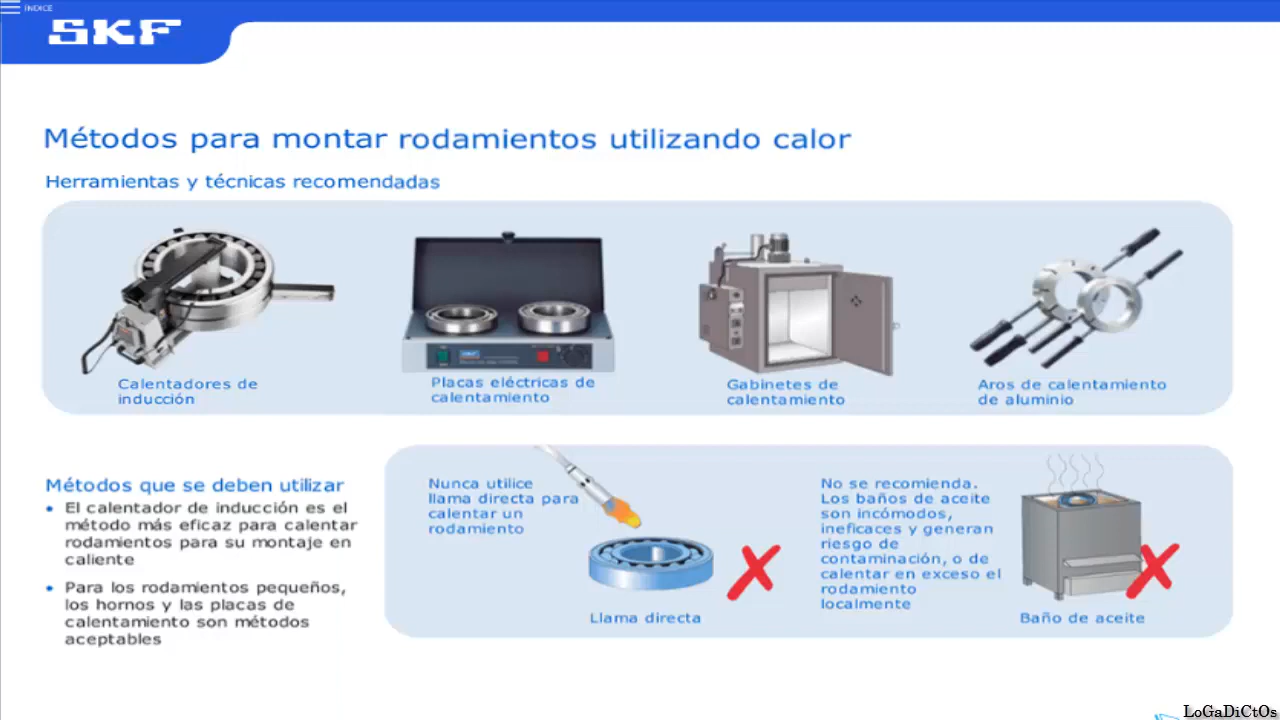 ÍNDICE
SKF
Métodos para montar rodamientos utilizando calor
Herramientas y técnicas recomendadas
Calentadores de
inducción
Placas eléctricas de
calentamiento
Gabinetes de
calentamiento
Aros de calentamiento
de aluminio
Métodos que se deben utilizar
• El calentador de inducción es el
método más eficaz para calentar
rodamientos para su montaje en
caliente
• Para los rodamientos pequeños,
los hornos y las placas de
calentamiento son métodos
aceptables
Nunca utilice
llama directa para
calentar un
rodamiento
Llama directa
No se recomienda.
Los baños de aceite
son incómodos,
ineficaces y generan
riesgo de
contaminación, o de
calentar en exceso el
rodamiento
localmente
Baño de aceite
LoGaDiCtOs